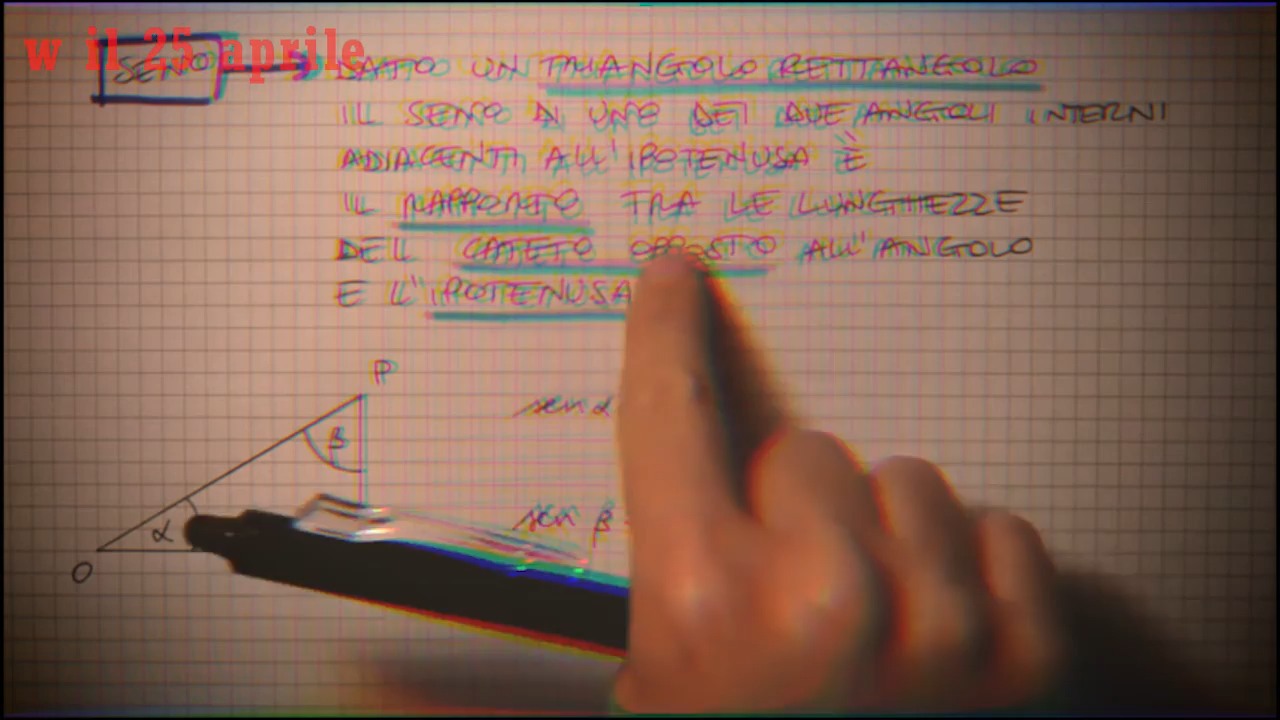 w il 25 aprile
SENO
DATO UN TRIANGOLO RETTANGOLO
IL SENO DI UNO DEI DUE ANGOLI INTERNI
ADIACENTI ALL'IPOTENUSA È
IL RAPPORTO TRA LE LUNGHEZZE
DEL CATETO OPPOSTO ALL'ANGOLO
E L'IPOTENUSA
P
β
sen α
α
sen β
O